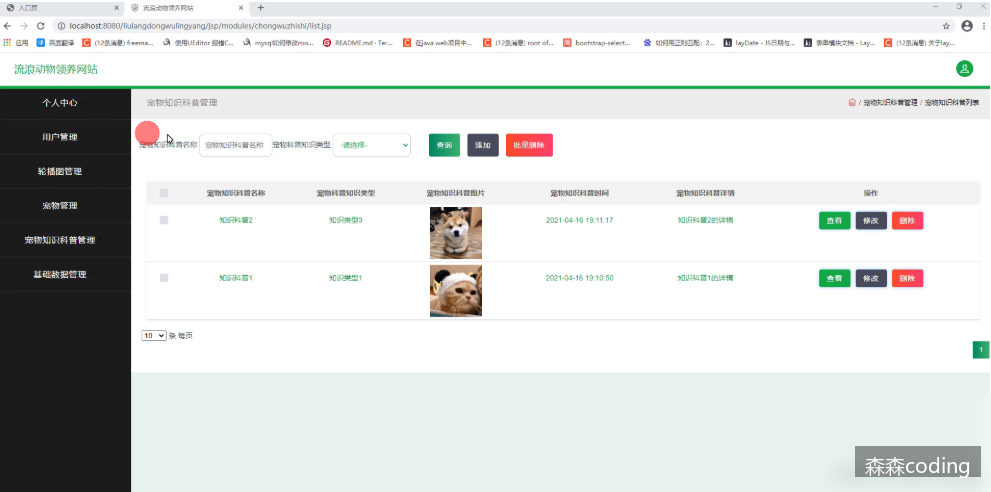 入口页
流浪动物领养网站
localhost:8080/liulangdongwulingyang/jsp/modules/chongwuzhishi/list.jsp
应用 百度翻译 (12条消息) freema... 使用UEditor 报错C... mysql如何修改roo... README.md · Ter... 在java web项目中... (12条消息) root of... bootstrap-select... 如何用正则匹配：2... layDate - JS日期与... 表单模块文档 - Lay... (12条消息) 关于lay...
流浪动物领养网站
个人中心
用户管理
轮播图管理
宠物管理
宠物知识科普管理
基础数据管理
宠物知识科普管理
/ 宠物知识科普管理 / 宠物知识科普列表
宠物知识科普名称 宠物知识科普名称 宠物科普知识类型 -请选择- 查询 添加 批量删除
宠物知识科普名称 宠物科普知识类型 宠物知识科普图片 宠物知识科普时间 宠物知识科普详情 操作
知识科普2 知识类型3 2021-04-16 19:11:17 知识科普2的详情 查看 修改 删除
知识科普1 知识类型1 2021-04-16 19:10:50 知识科普1的详情 查看 修改 删除
10 条 每页
1
森森coding